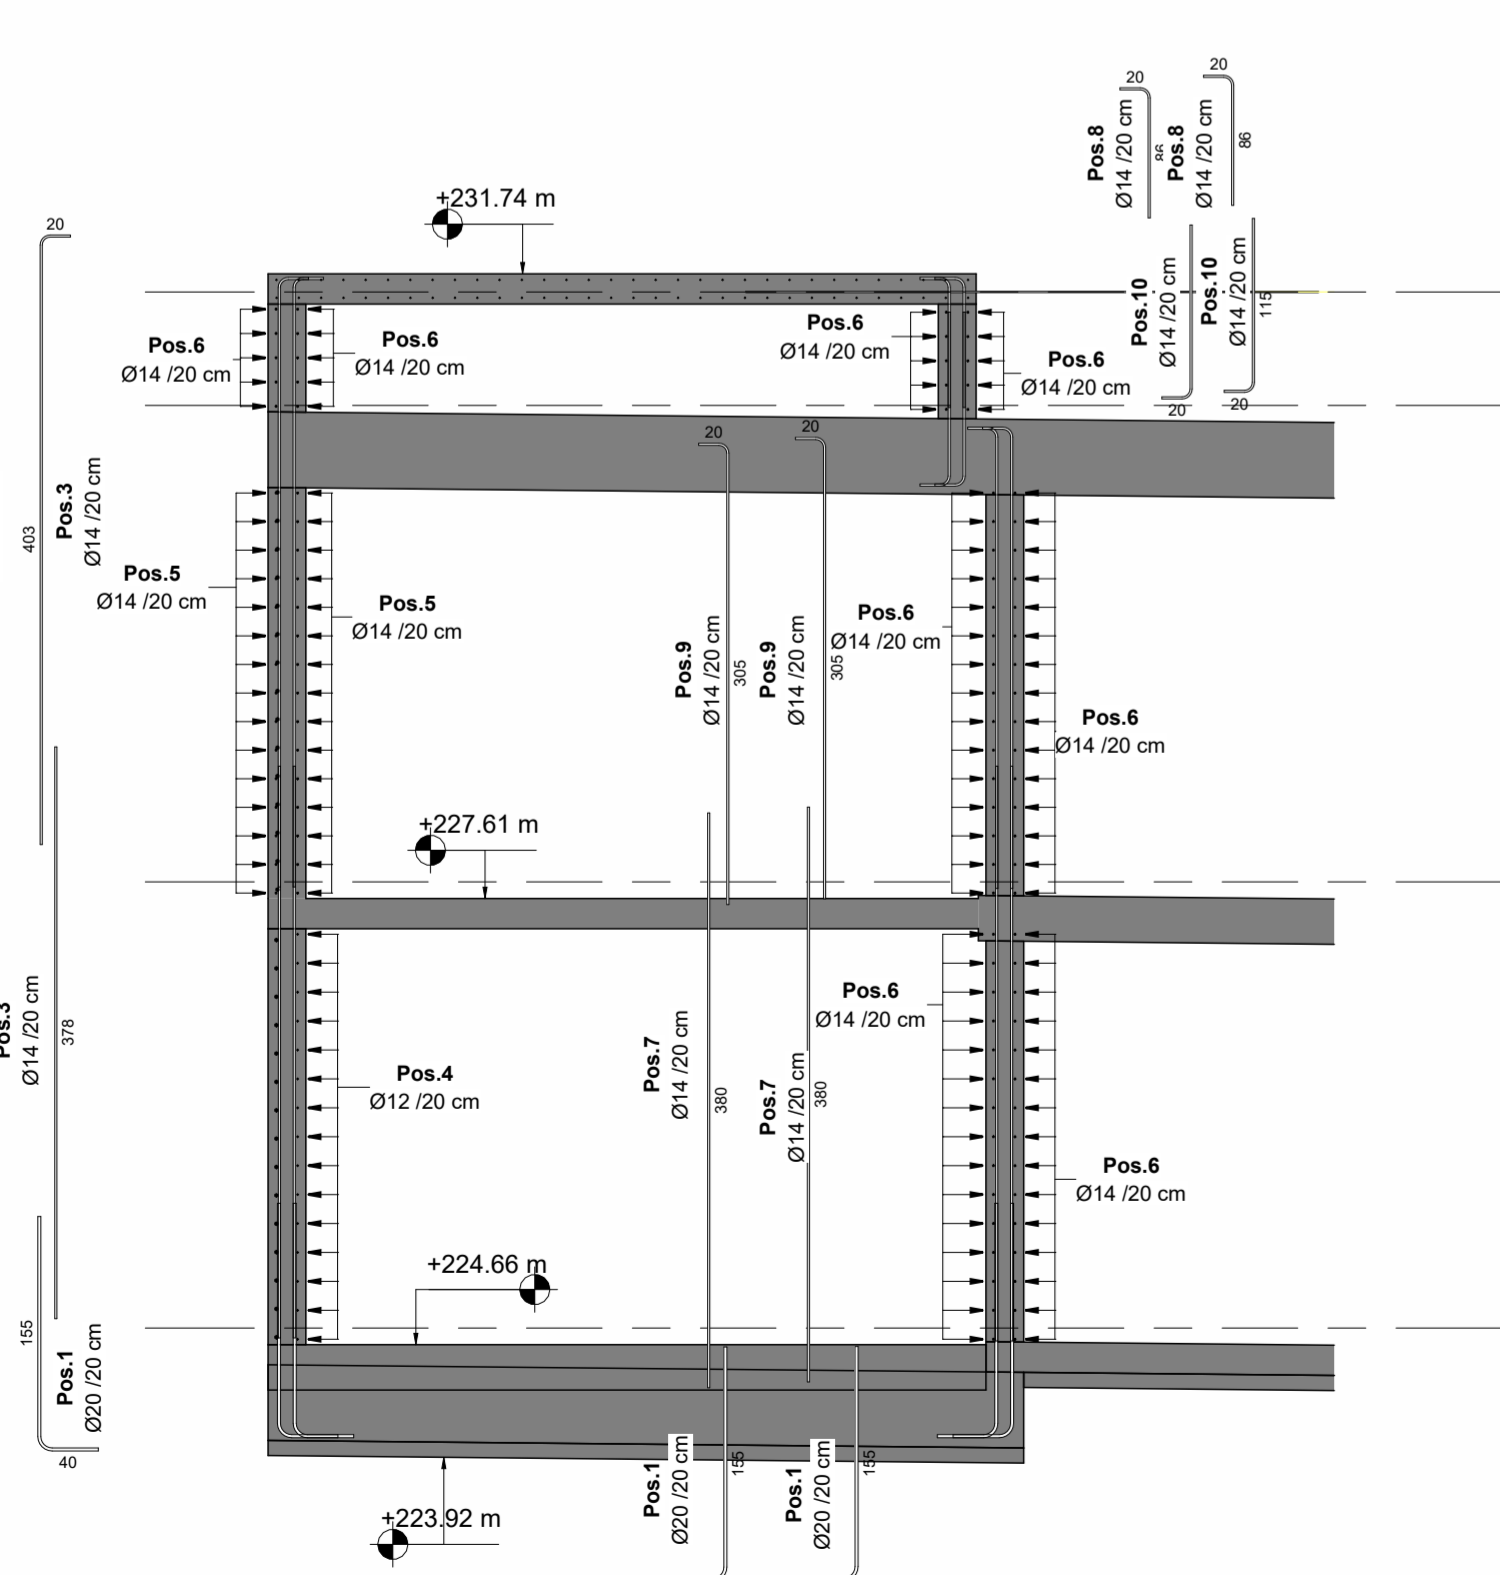 20
Pos.8
Ø14 /20 cm
86
20
Pos.8
Ø14 /20 cm
86
+231.74 m
20
Pos.10
Ø14 /20 cm
20
Pos.10
Ø14 /20 cm
115
20
Pos.6
Ø14 /20 cm
Pos.6
Ø14 /20 cm
Pos.6
Ø14 /20 cm
Pos.6
Ø14 /20 cm
403
Pos.3
Ø14 /20 cm
20
20
Pos.5
Ø14 /20 cm
Pos.5
Ø14 /20 cm
Pos.9
Ø14 /20 cm
305
Pos.9
Ø14 /20 cm
305
Pos.6
Ø14 /20 cm
Pos.6
Ø14 /20 cm
+227.61 m
Pos.3
Ø14 /20 cm
378
Pos.4
Ø12 /20 cm
Pos.7
Ø14 /20 cm
380
Pos.7
Ø14 /20 cm
380
Pos.6
Ø14 /20 cm
Pos.6
Ø14 /20 cm
+224.66 m
155
Pos.1
Ø20 /20 cm
40
Pos.1
Ø20 /20 cm
155
Pos.1
Ø20 /20 cm
155
+223.92 m